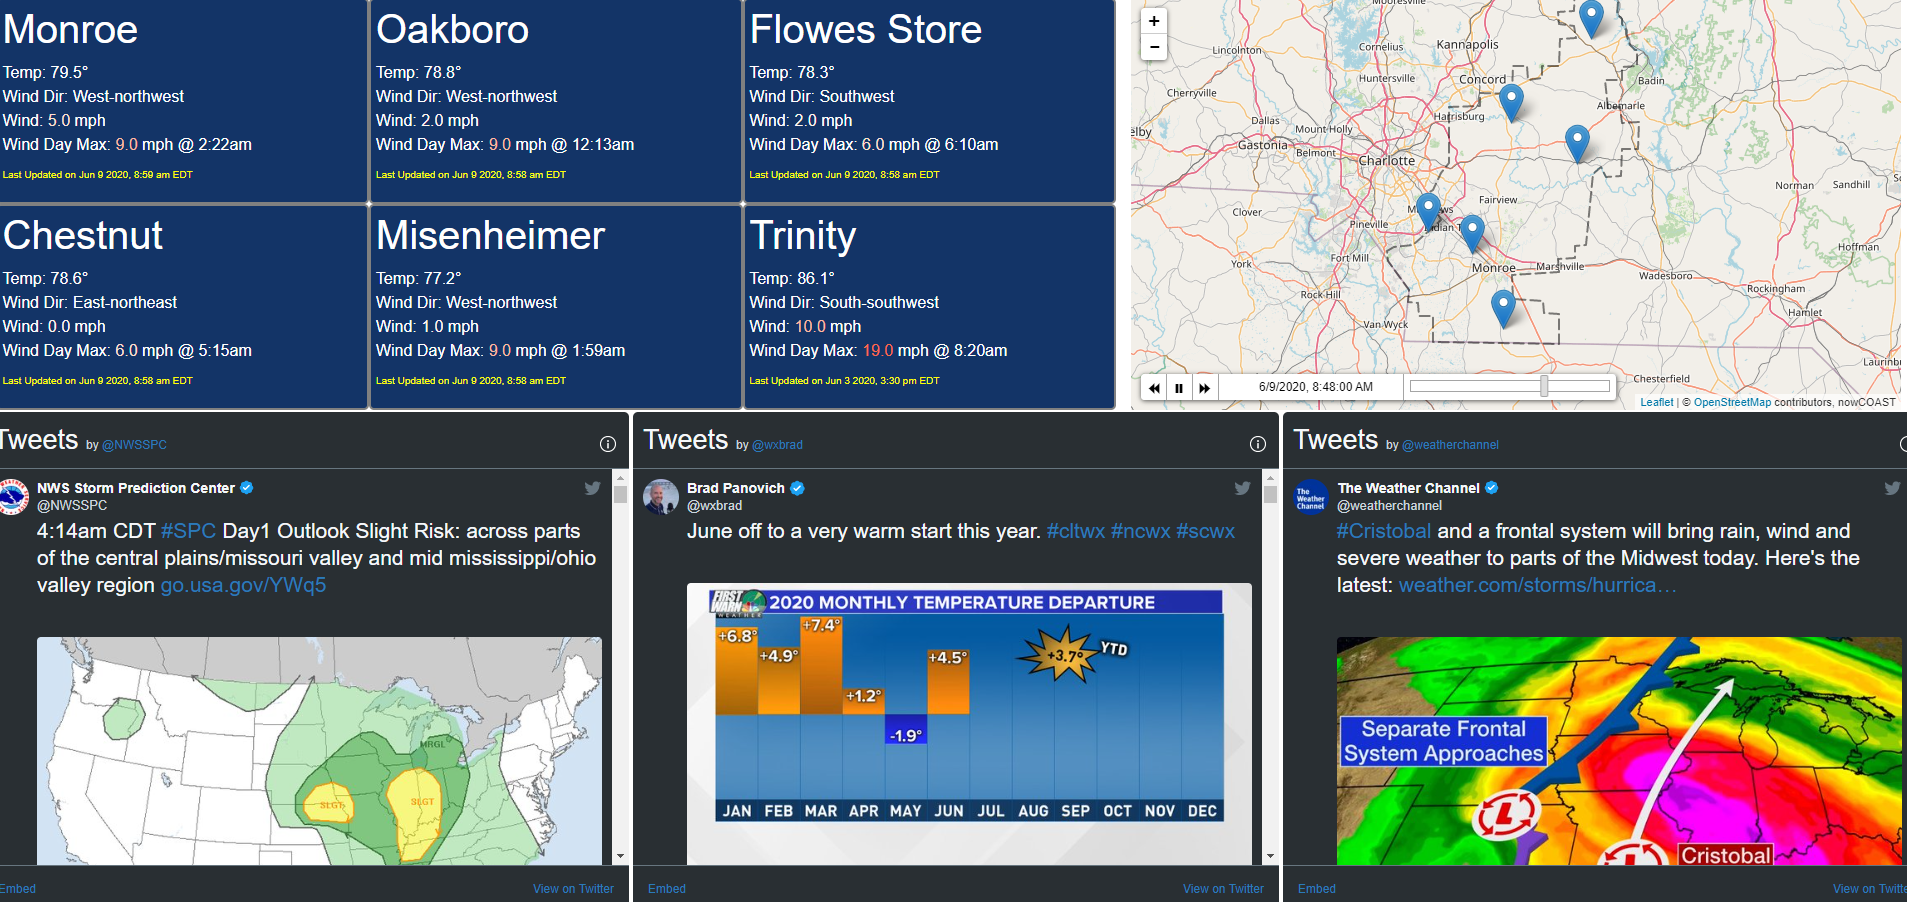 Monroe
Temp: 79.5°
Wind Dir: West-northwest
Wind: 5.0 mph
Wind Day Max: 9.0 mph @ 2:22am
Last Updated on Jun 9 2020, 8:59 am EDT
Oakboro
Temp: 78.8°
Wind Dir: West-northwest
Wind: 2.0 mph
Wind Day Max: 9.0 mph @ 12:13am
Last Updated on Jun 9 2020, 8:58 am EDT
Flowes Store
Temp: 78.3°
Wind Dir: Southwest
Wind: 2.0 mph
Wind Day Max: 6.0 mph @ 6:10am
Last Updated on Jun 9 2020, 8:58 am EDT
Chestnut
Temp: 78.6°
Wind Dir: East-northeast
Wind: 0.0 mph
Wind Day Max: 6.0 mph @ 5:15am
Last Updated on Jun 9 2020, 8:58 am EDT
Misenheimer
Temp: 77.2°
Wind Dir: West-northwest
Wind: 1.0 mph
Wind Day Max: 9.0 mph @ 1:59am
Last Updated on Jun 9 2020, 8:58 am EDT
Trinity
Temp: 86.1°
Wind Dir: South-southwest
Wind: 10.0 mph
Wind Day Max: 19.0 mph @ 8:20am
Last Updated on Jun 3 2020, 3:30 pm EDT
+
−
Mooresville
Lincolnton
Cornelius
Kannapolis
Huntersville
Concord
Badin
Cherryville
Albemarle
Dallas
Harrisburg
elby
Mount Holly
Gastonia
Belmont
Charlotte
Norman
Sandhill
Fairview
Clover
Pineville
Hoffman
York
Fort Mill
Monroe
Marshville
Wadesboro
Rock Hill
Rockingham
Hamlet
Van Wyck
Laurinb
Chesterfield
6/9/2020, 8:48:00 AM
Leaflet | © OpenStreetMap contributors, nowCOAST
Tweets by @NWSSPC
NWS Storm Prediction Center
@NWSSPC
4:14am CDT #SPC Day1 Outlook Slight Risk: across parts
of the central plains/missouri valley and mid mississippi/ohio
valley region go.usa.gov/YWq5
MRGL
SLGT
SLGT
Embed
View on Twitter
Tweets by @wxbrad
Brad Panovich
@wxbrad
June off to a very warm start this year. #cltwx #ncwx #scwx
FIRST
WARN
WEATHER
2020 MONTHLY TEMPERATURE DEPARTURE
+6.8°
+4.9°
+7.4°
+1.2°
-1.9°
+4.5°
+3.7°
YTD
JAN FEB MAR APR MAY JUN JUL AUG SEP OCT NOV DEC
Embed
View on Twitter
Tweets by @weatherchannel
The
Weather
Channel
The Weather Channel
@weatherchannel
#Cristobal and a frontal system will bring rain, wind and
severe weather to parts of the Midwest today. Here's the
latest: weather.com/storms/hurrica…
Separate Frontal
System Approaches
L
L
Cristobal
Embed
View on Twitte